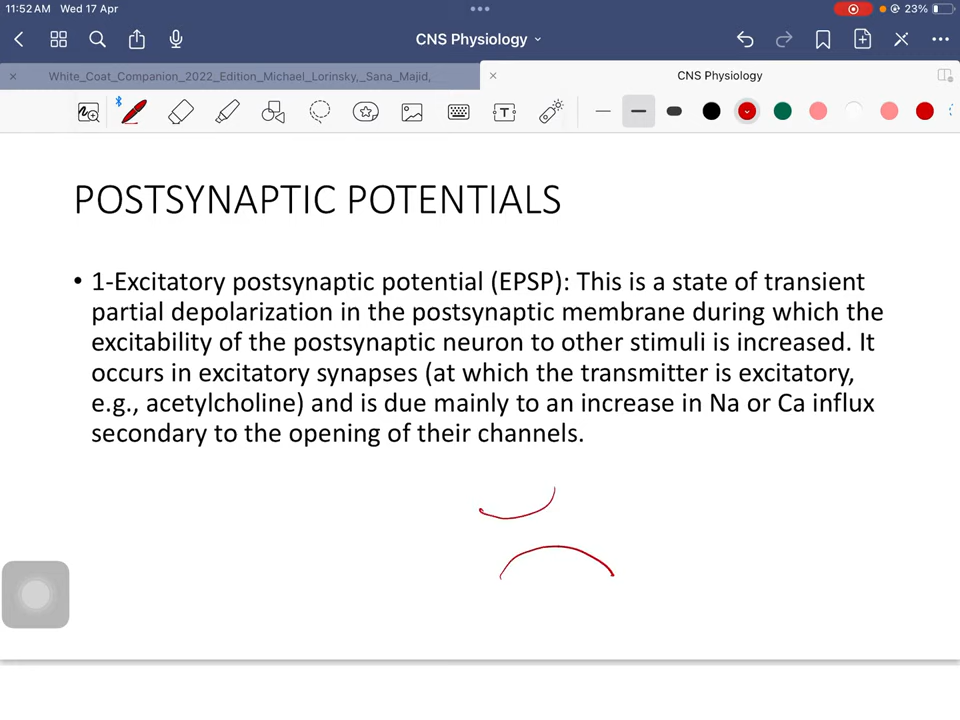 11:52AM Wed 17 Apr 23%
CNS Physiology
White_Coat_Companion_2022_Edition_Michael_Lorinsky,_Sana_Majid,
CNS Physiology
POSTSYNAPTIC POTENTIALS
• 1-Excitatory postsynaptic potential (EPSP): This is a state of transient
partial depolarization in the postsynaptic membrane during which the
excitability of the postsynaptic neuron to other stimuli is increased. It
occurs in excitatory synapses (at which the transmitter is excitatory,
e.g., acetylcholine) and is due mainly to an increase in Na or Ca influx
secondary to the opening of their channels.